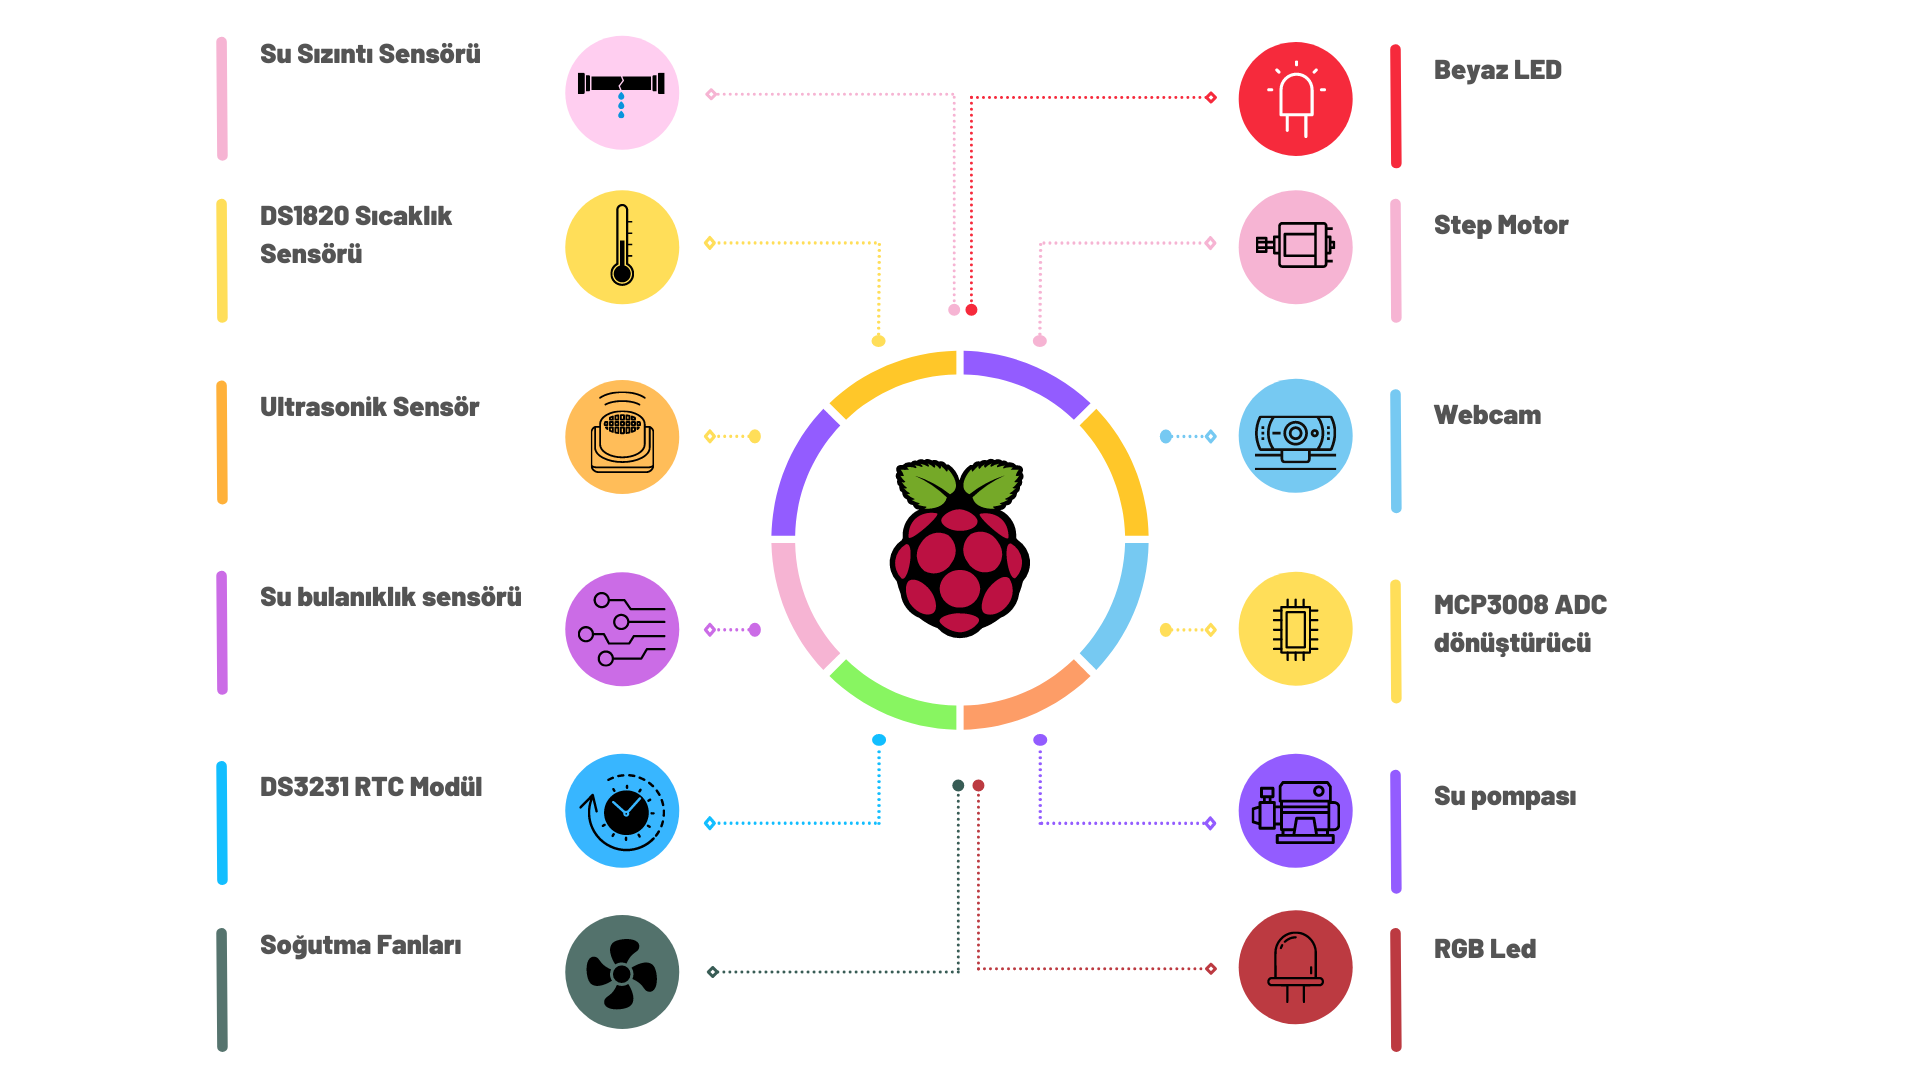 Su Sızıntı Sensörü
DS1820 Sıcaklık
Sensörü
Ultrasonik Sensör
Su bulanıklık sensörü
DS3231 RTC Modül
Soğutma Fanları
Beyaz LED
Step Motor
Webcam
MCP3008 ADC
dönüştürücü
Su pompası
RGB Led